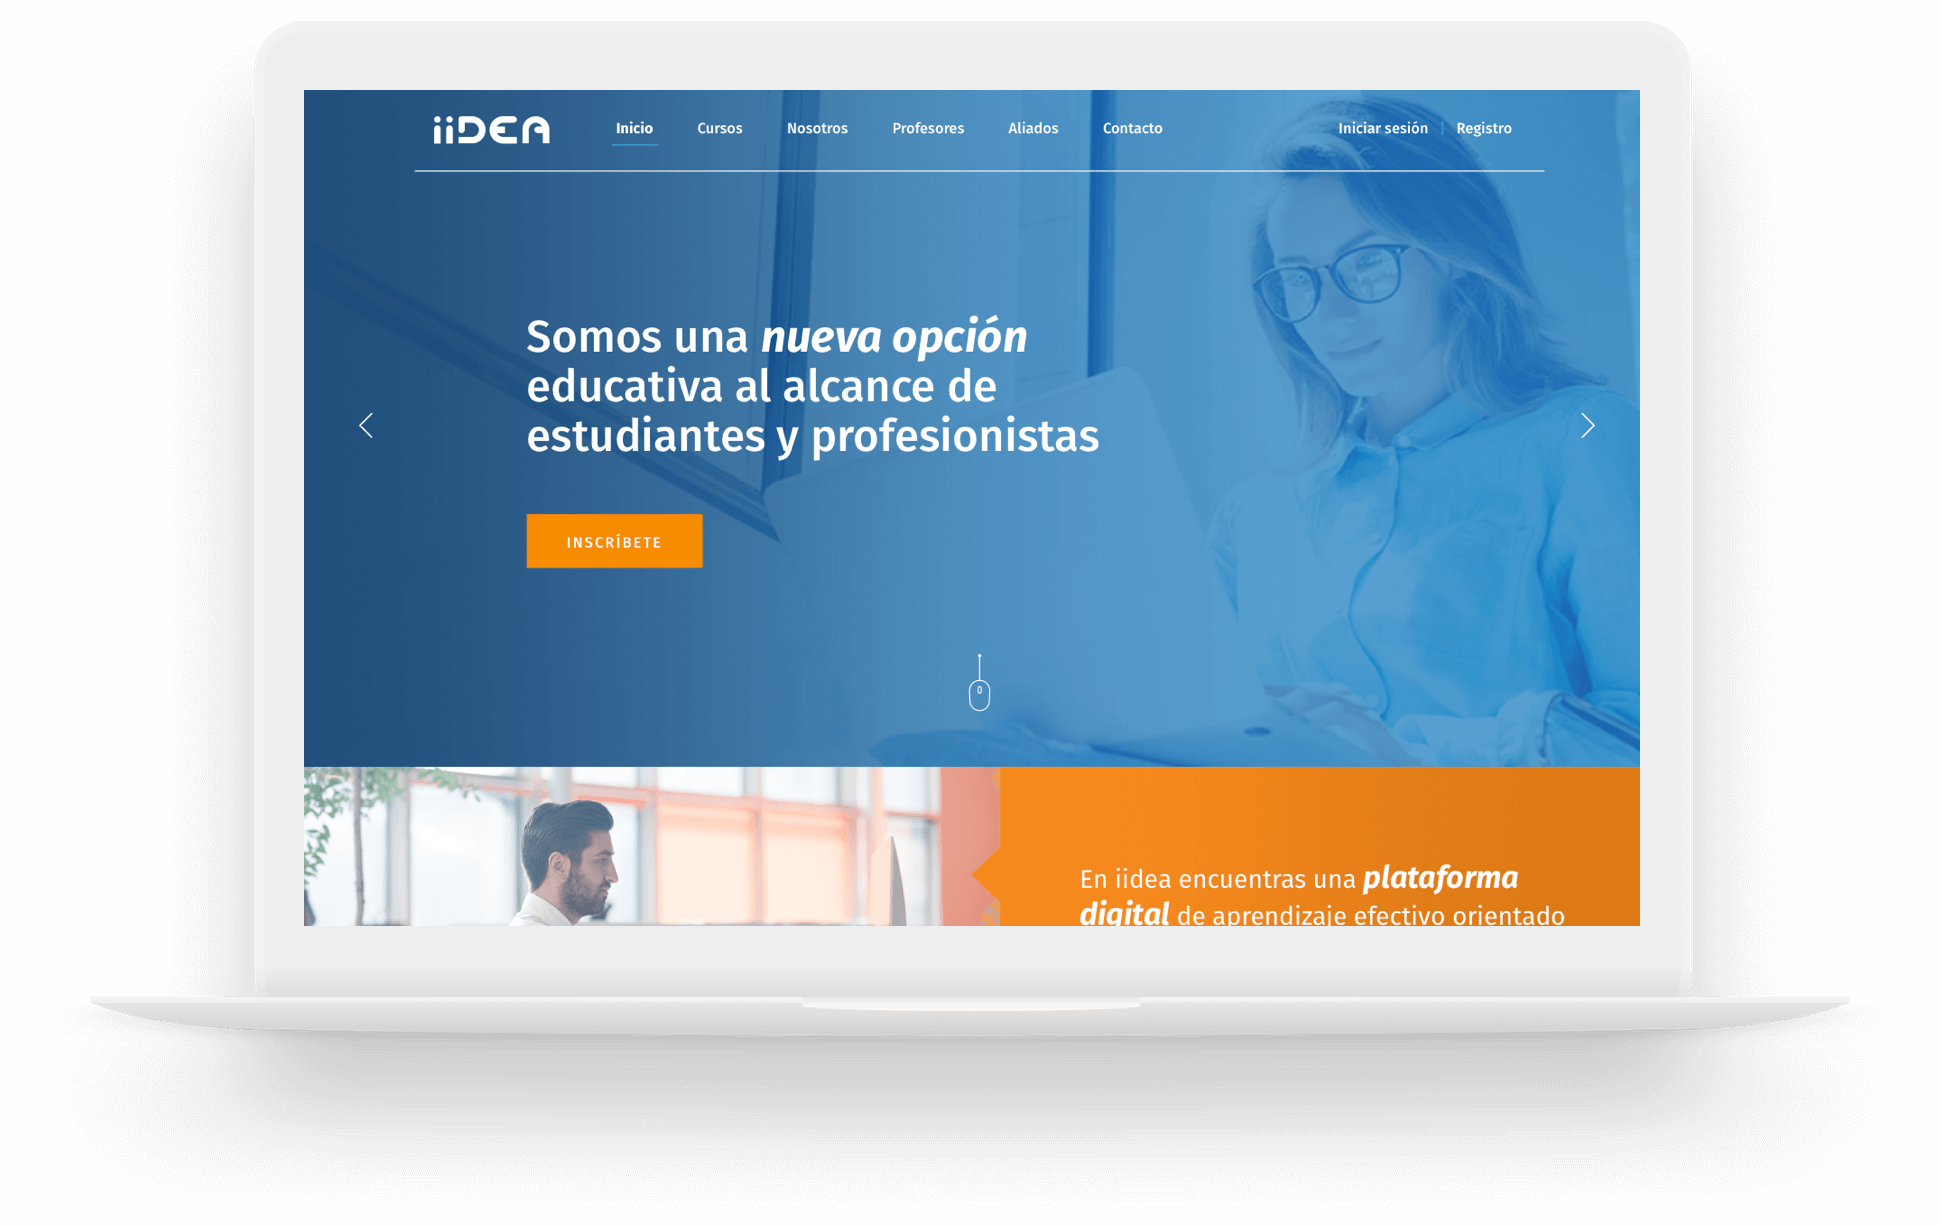 iiDEA
Inicio Cursos Nosotros Profesores Aliados Contacto Iniciar sesión | Registro
Somos una nueva opción
educativa al alcance de
estudiantes y profesionistas
INSCRÍBETE
En iidea encuentras una plataforma
digital de aprendizaje efectivo orientado